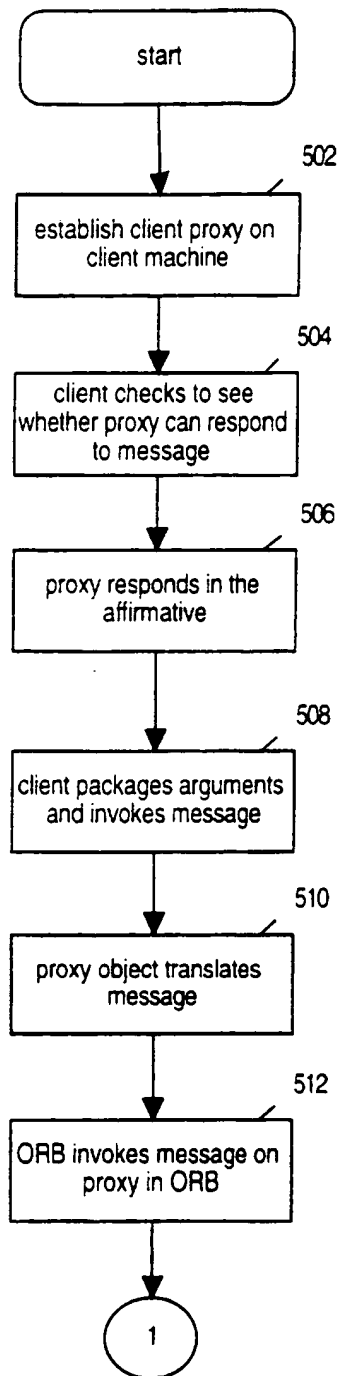 start
502
establish client proxy on
client machine
504
client checks to see
whether proxy can respond
to message
506
proxy responds in the
affirmative
508
client packages arguments
and invokes message
510
proxy object translates
message
512
ORB invokes message on
proxy in ORB
1